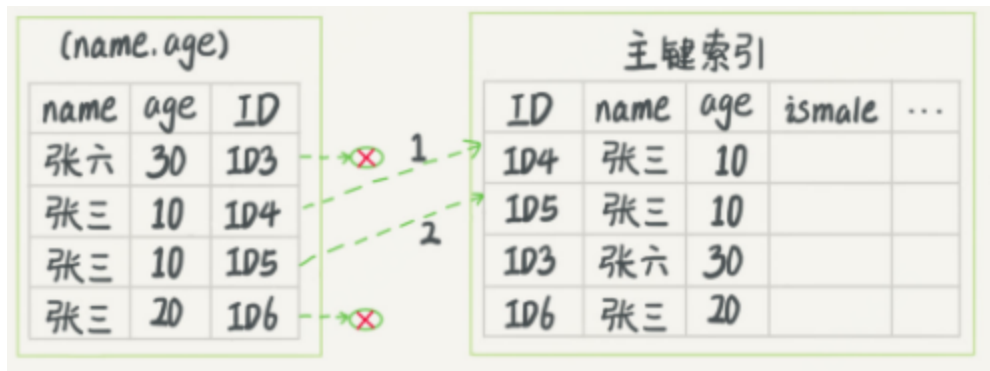 (name.age)
name age ID
张六 30 ID3
张三 10 ID4
张三 10 ID5
张三 20 ID6
1
2
主键索引
ID name age ismale ...
ID4 张三 10
ID5 张三 10
ID3 张六 30
ID6 张三 20